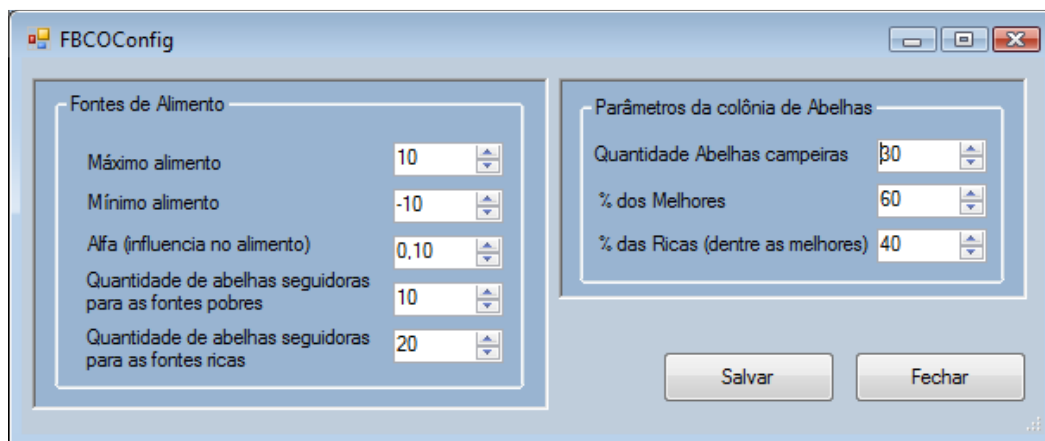 FBCOConfig
Fontes de Alimento
Máximo alimento 10
Mínimo alimento -10
Alfa (influencia no alimento) 0,10
Quantidade de abelhas seguidoras
para as fontes pobres 10
Quantidade de abelhas seguidoras
para as fontes ricas 20
Parâmetros da colônia de Abelhas
Quantidade Abelhas campeiras 30
% dos Melhores 60
% das Ricas (dentre as melhores) 40
Salvar
Fechar